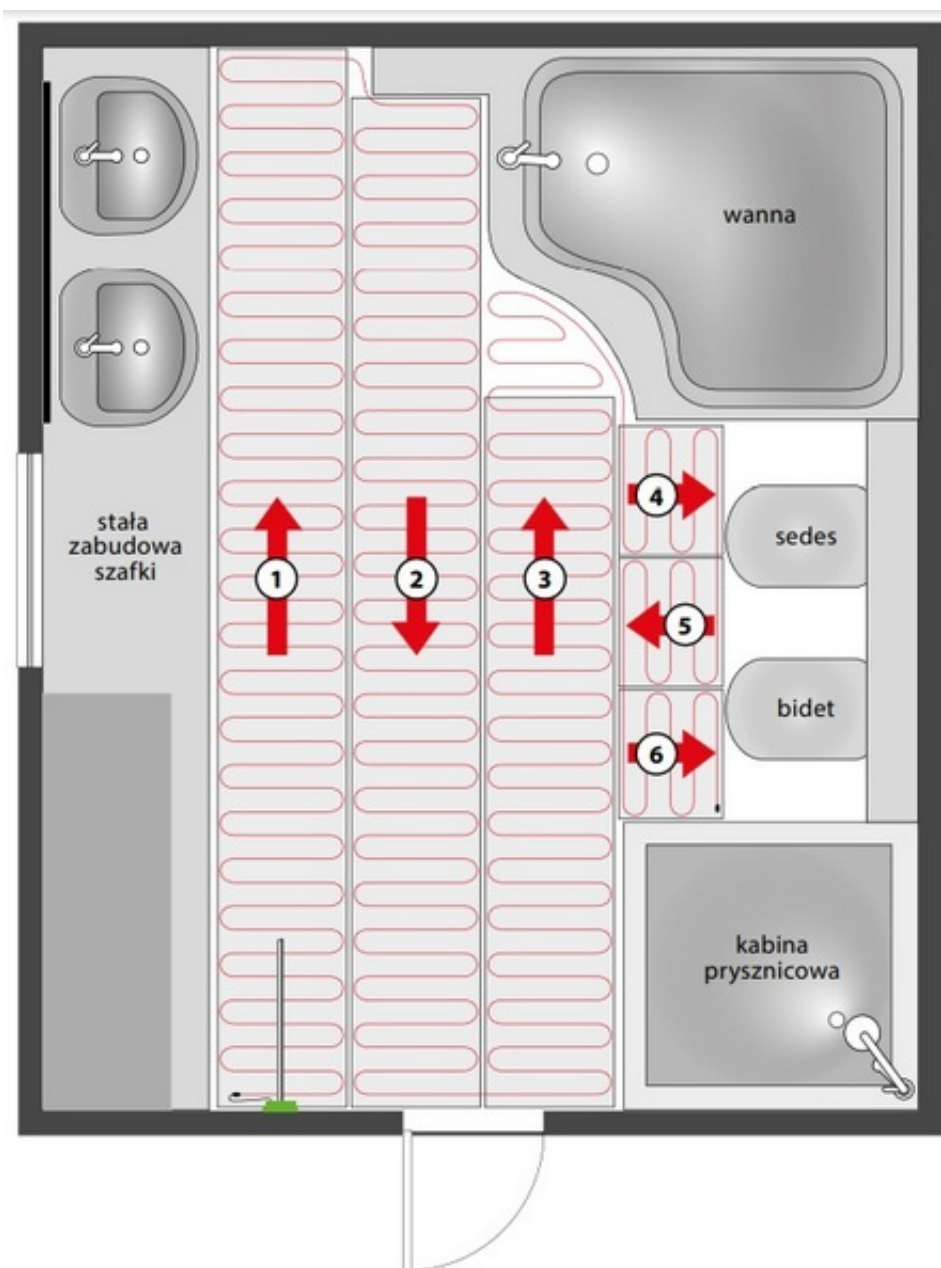 wanna
stała
zabudowa
szafki
1
2
3
4
sedes
5
bidet
6
kabina
prysznicowa